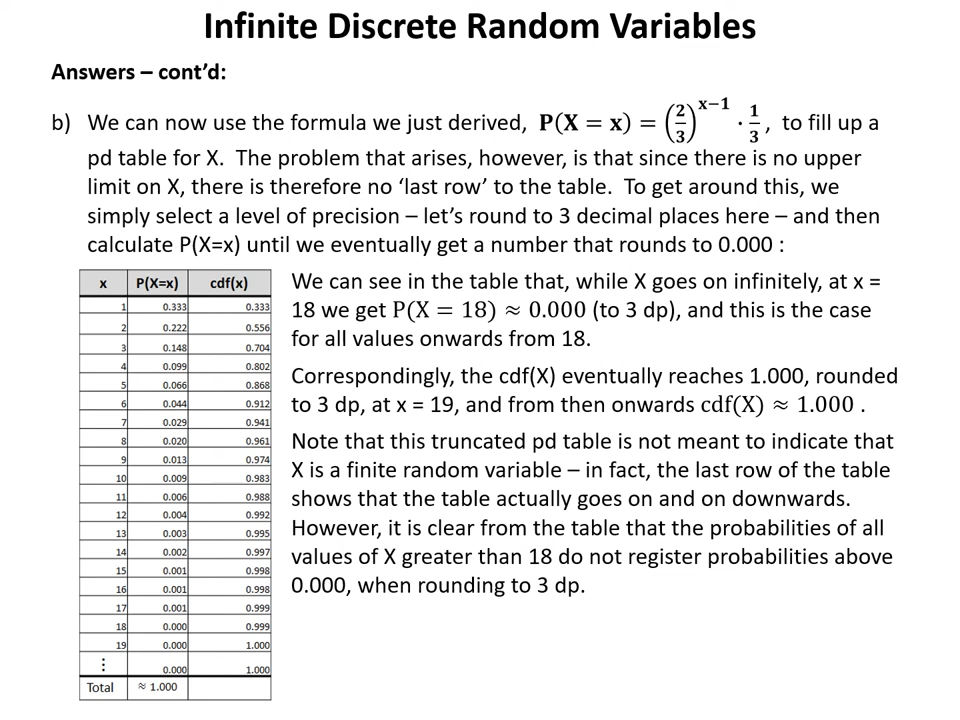 Infinite Discrete Random Variables
Answers – cont'd:
b) We can now use the formula we just derived, P(X = x) = (2/3)^(x−1) · 1/3, to fill up a
pd table for X. The problem that arises, however, is that since there is no upper
limit on X, there is therefore no 'last row' to the table. To get around this, we
simply select a level of precision – let's round to 3 decimal places here – and then
calculate P(X=x) until we eventually get a number that rounds to 0.000 :
x P(X=x) cdf(x)
1 0.333 0.333
2 0.222 0.556
3 0.148 0.704
4 0.099 0.802
5 0.066 0.868
6 0.044 0.912
7 0.029 0.941
8 0.020 0.961
9 0.013 0.974
10 0.009 0.983
11 0.006 0.988
12 0.004 0.992
13 0.003 0.995
14 0.002 0.997
15 0.001 0.998
16 0.001 0.998
17 0.001 0.999
18 0.000 0.999
19 0.000 1.000
⋮ 0.000 1.000
Total ≈ 1.000
We can see in the table that, while X goes on infinitely, at x =
18 we get P(X = 18) ≈ 0.000 (to 3 dp), and this is the case
for all values onwards from 18.
Correspondingly, the cdf(X) eventually reaches 1.000, rounded
to 3 dp, at x = 19, and from then onwards cdf(X) ≈ 1.000 .
Note that this truncated pd table is not meant to indicate that
X is a finite random variable – in fact, the last row of the table
shows that the table actually goes on and on downwards.
However, it is clear from the table that the probabilities of all
values of X greater than 18 do not register probabilities above
0.000, when rounding to 3 dp.